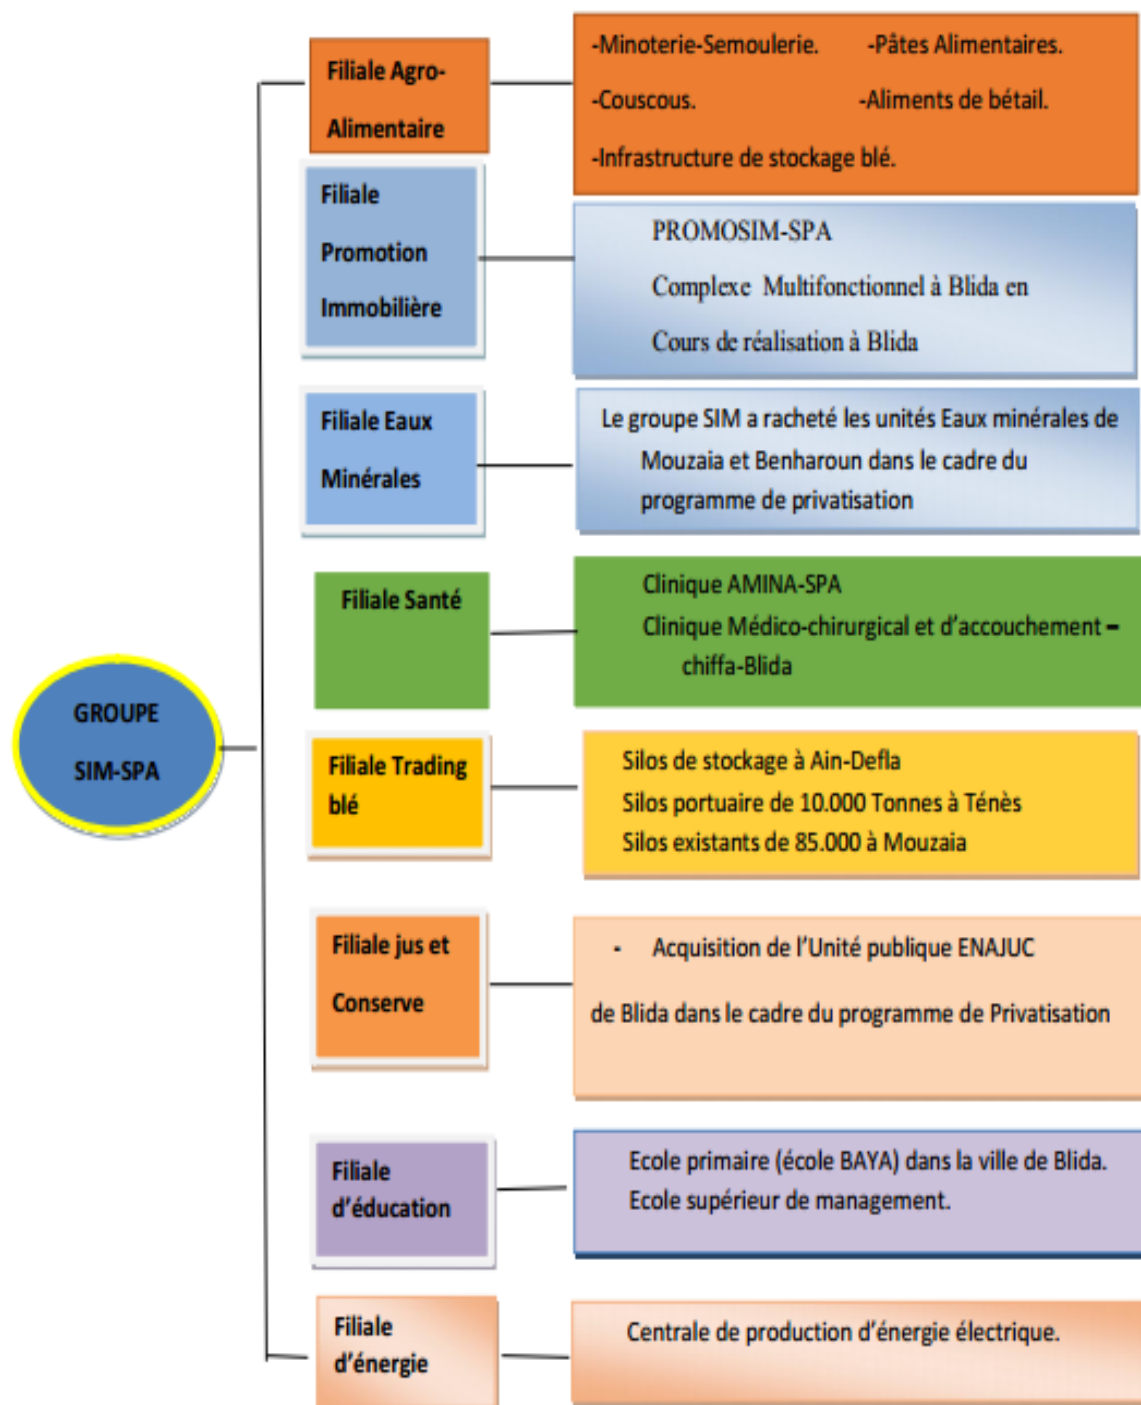 Filiale Agro-
Alimentaire
-Minoterie-Semoulerie. -Pâtes Alimentaires.
-Couscous. -Aliments de bétail.
-Infrastructure de stockage blé.
Filiale
Promotion
Immobilière
PROMOSIM-SPA
Complexe Multifonctionnel à Blida en
Cours de réalisation à Blida
Filiale Eaux
Minérales
Le groupe SIM a racheté les unités Eaux minérales de
Mouzaia et Benharoun dans le cadre du
programme de privatisation
Filiale Santé
Clinique AMINA-SPA
Clinique Médico-chirurgical et d’accouchement –
chiffa-Blida
GROUPE
SIM-SPA
Filiale Trading
blé
Silos de stockage à Ain-Defla
Silos portuaire de 10.000 Tonnes à Ténès
Silos existants de 85.000 à Mouzaia
Filiale jus et
Conserve
- Acquisition de l’Unité publique ENAJUC
de Blida dans le cadre du programme de Privatisation
Filiale
d’éducation
Ecole primaire (école BAYA) dans la ville de Blida.
Ecole supérieur de management.
Filiale
d’énergie
Centrale de production d’énergie électrique.